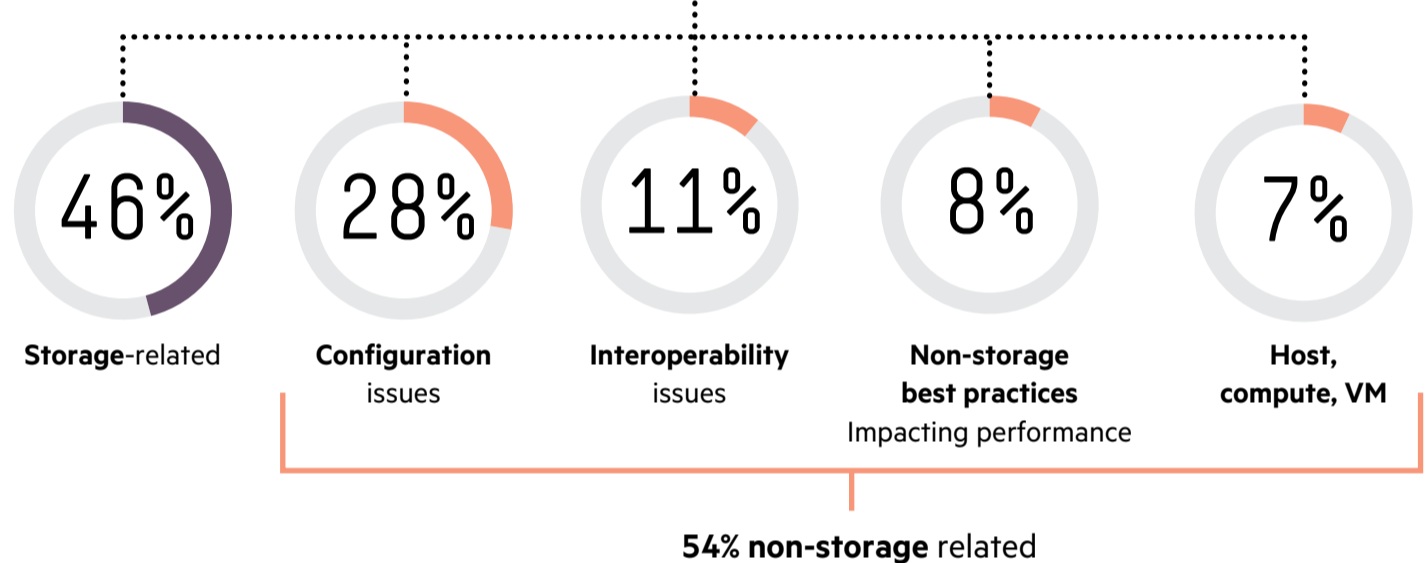 46%
28%
11%
8%
7%
Storage-related
Configuration
issues
Interoperability
issues
Non-storage
best practices
Impacting performance
Host,
compute, VM
54% non-storage related